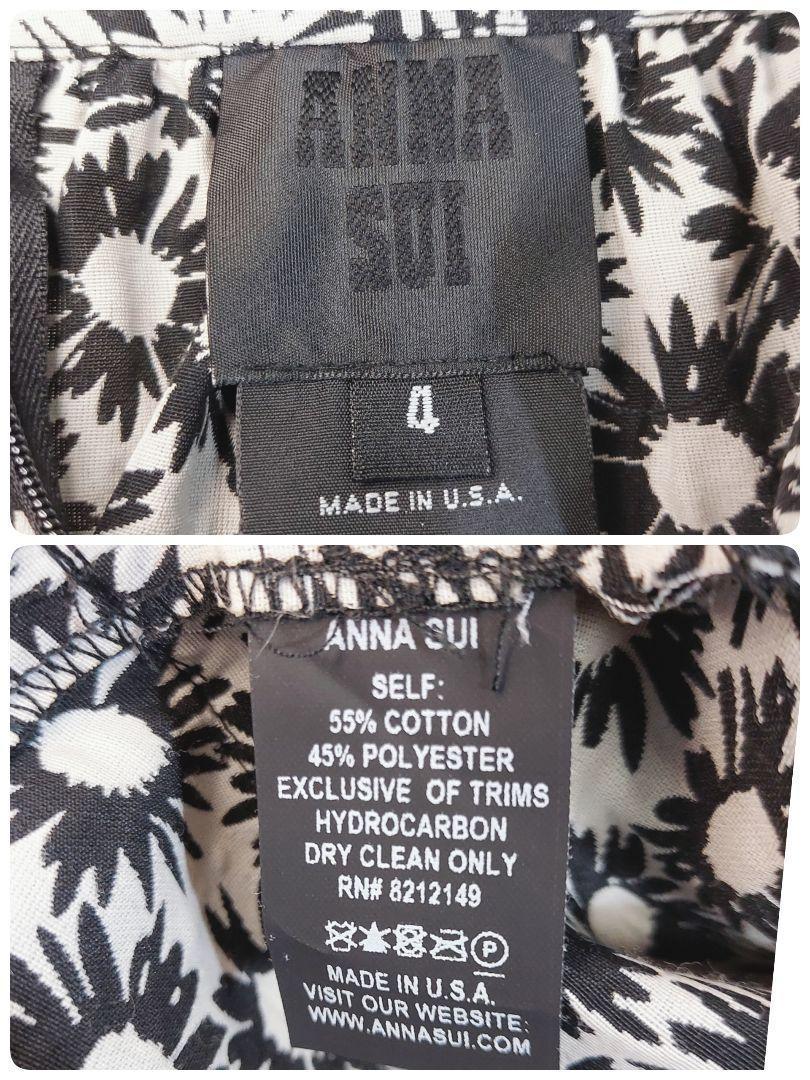 ANNA
SUI
4
MADE IN U.S.A.
ANNA SUI
SELF:
55% COTTON
45% POLYESTER
EXCLUSIVE OF TRIMS
HYDROCARBON
DRY CLEAN ONLY
RN# 8212149
P
MADE IN U.S.A.
VISIT OUR WEBSITE:
WWW.ANNASUI.COM